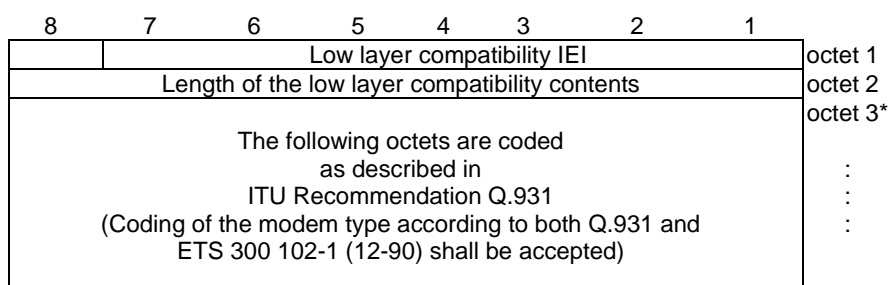 8 7 6 5 4 3 2 1
Low layer compatibility IEI octet 1
Length of the low layer compatibility contents octet 2
octet 3*
The following octets are coded
as described in :
ITU Recommendation Q.931 :
(Coding of the modem type according to both Q.931 and :
ETS 300 102-1 (12-90) shall be accepted)